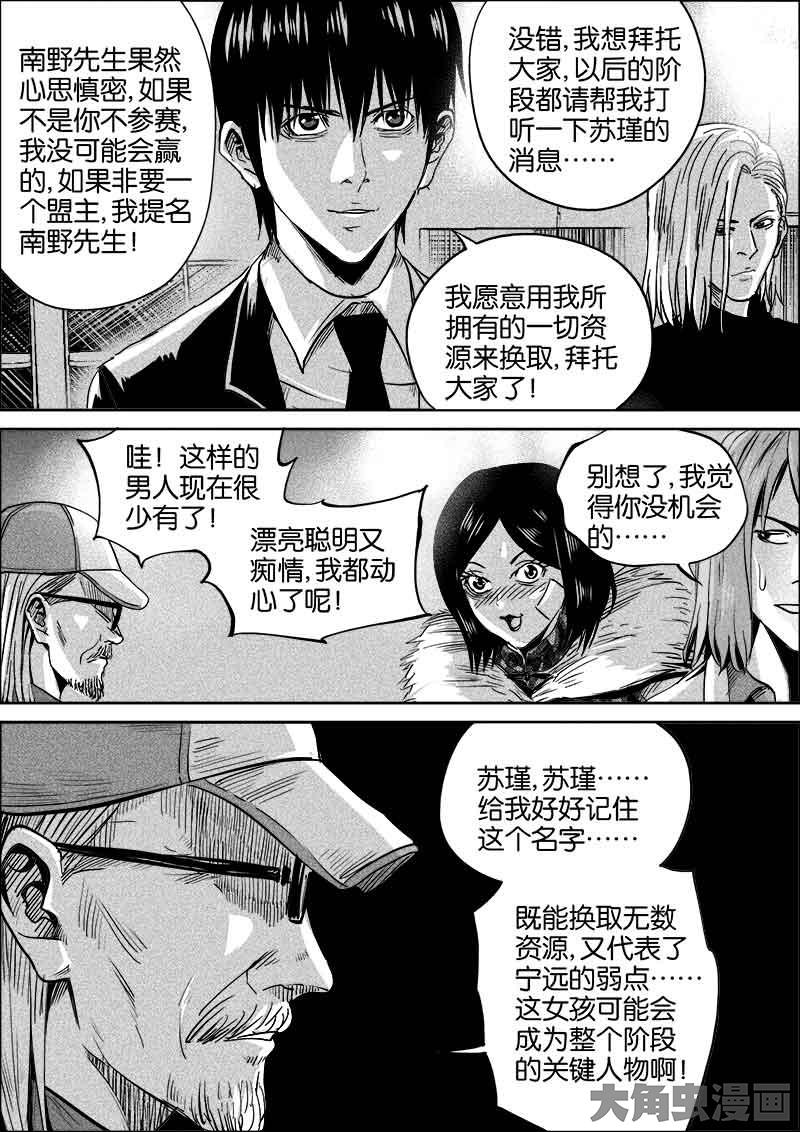 南野先生果然
心思慎密,如果
不是你不参赛,
我没可能会赢
的,如果非要一
个盟主,我提名
南野先生!
没错,我想拜托
大家,以后的阶
段都请帮我打
听一下苏瑾的
消息……
我愿意用我所
拥有的一切资
源来换取,拜托
大家了!
哇!这样的
男人现在很
少有了!
漂亮聪明又
痴情,我都动
心了呢!
别想了,我觉
得你没机会
的……
苏瑾,苏瑾……
给我好好记住
这个名字……
既能换取无数
资源,又代表了
宁远的弱点……
这女孩可能会
成为整个阶段
的关键人物啊!
大角虫漫画